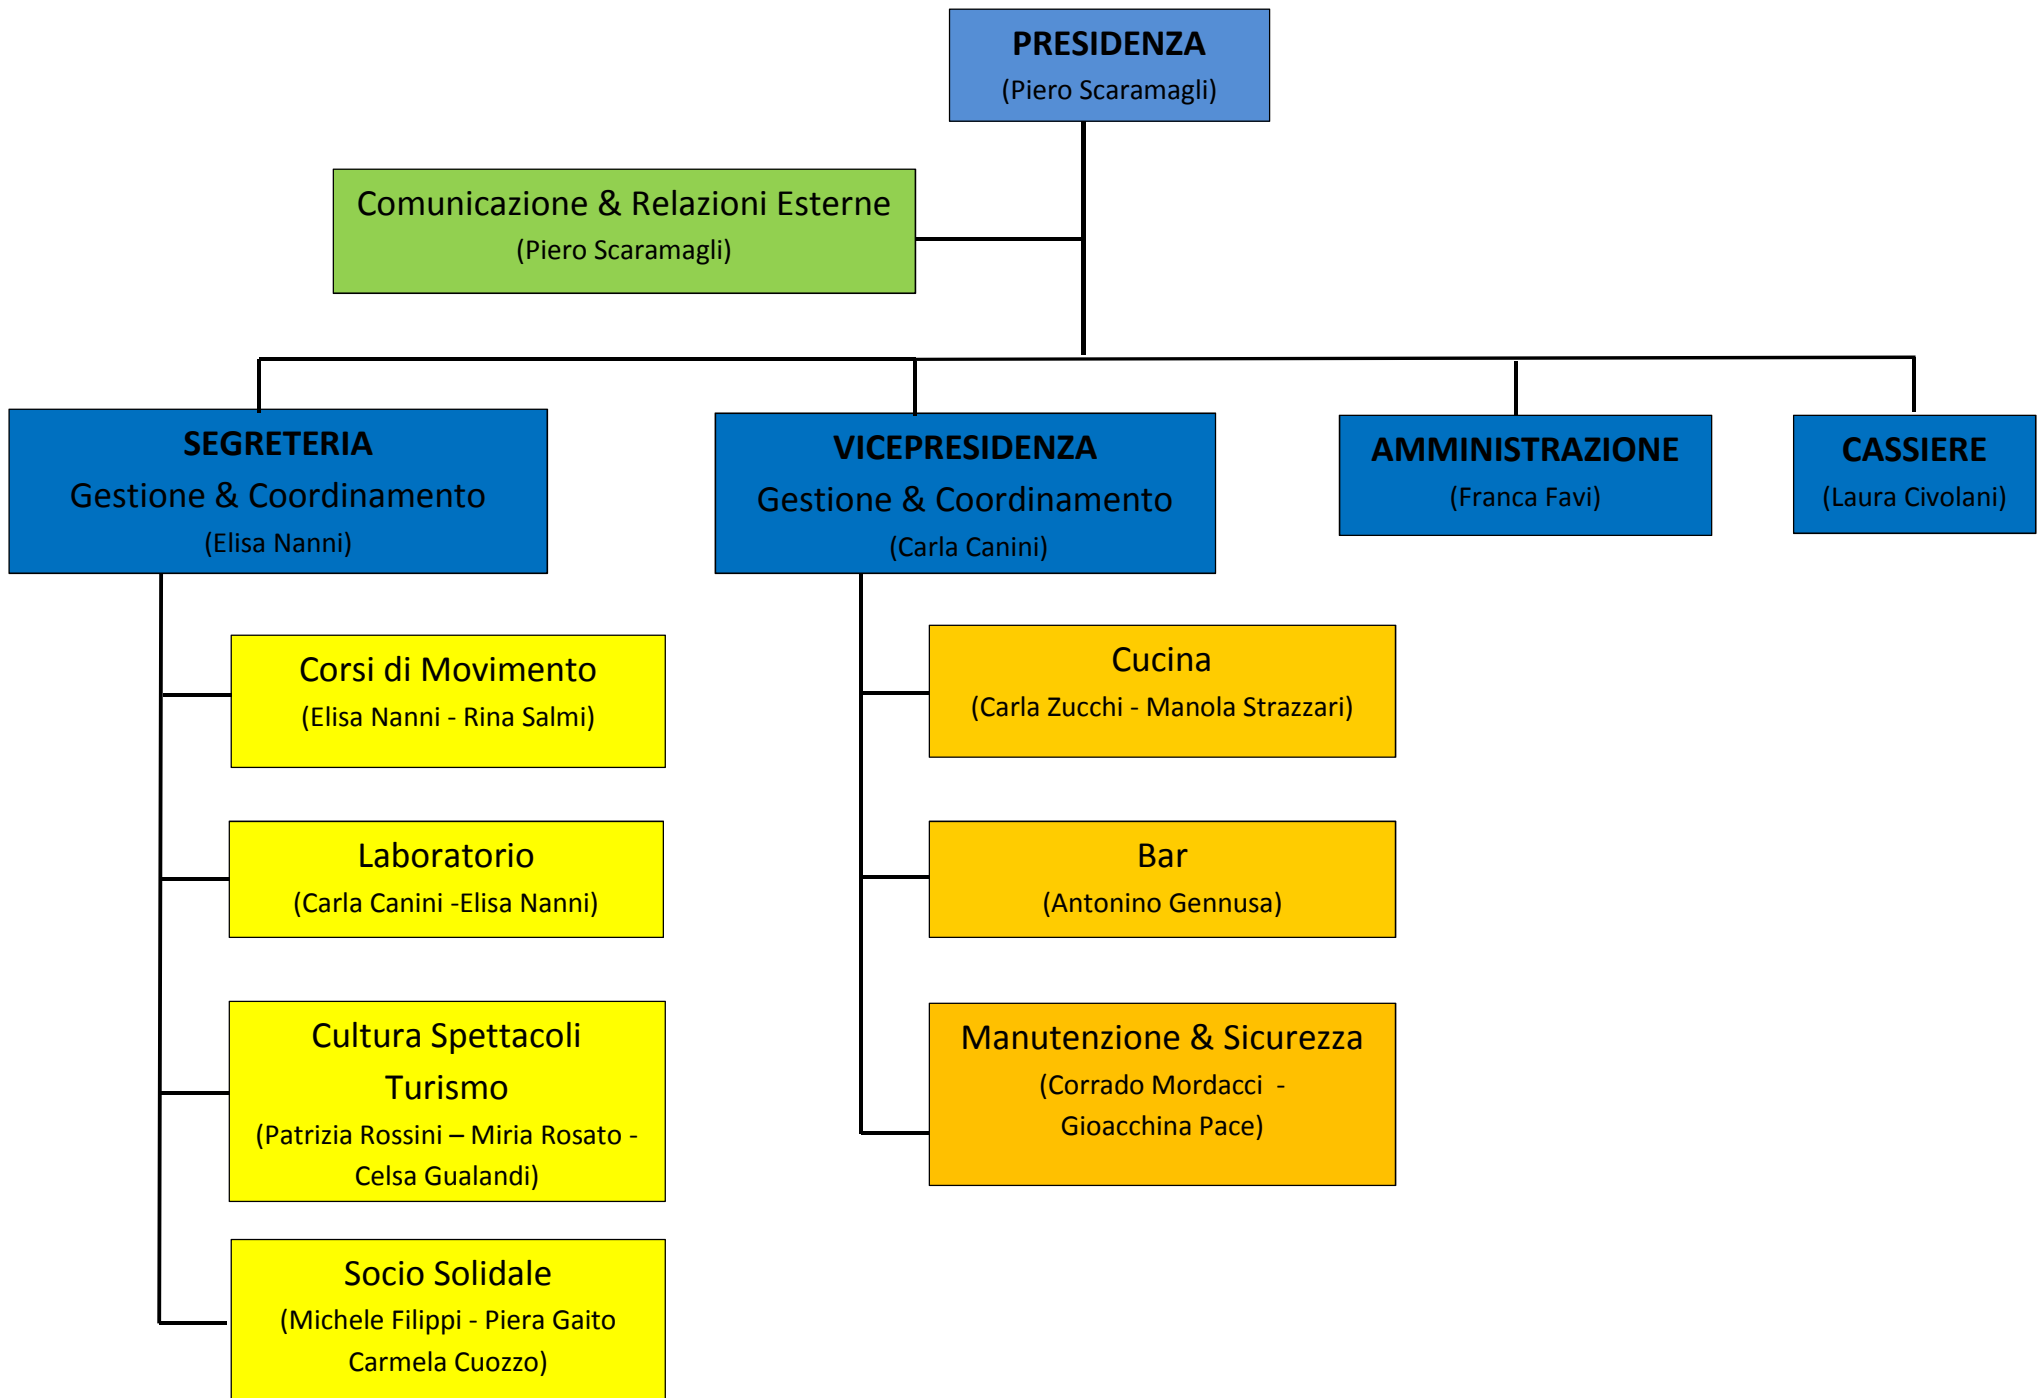 PRESIDENZA
(Piero Scaramagli)
Comunicazione & Relazioni Esterne
(Piero Scaramagli)
SEGRETERIA
Gestione & Coordinamento
(Elisa Nanni)
VICEPRESIDENZA
Gestione & Coordinamento
(Carla Canini)
AMMINISTRAZIONE
(Franca Favi)
CASSIERE
(Laura Civolani)
Corsi di Movimento
(Elisa Nanni - Rina Salmi)
Laboratorio
(Carla Canini -Elisa Nanni)
Cultura Spettacoli
Turismo
(Patrizia Rossini – Miria Rosato -
Celsa Gualandi)
Socio Solidale
(Michele Filippi - Piera Gaito
Carmela Cuozzo)
Cucina
(Carla Zucchi - Manola Strazzari)
Bar
(Antonino Gennusa)
Manutenzione & Sicurezza
(Corrado Mordacci  -
Gioacchina Pace)